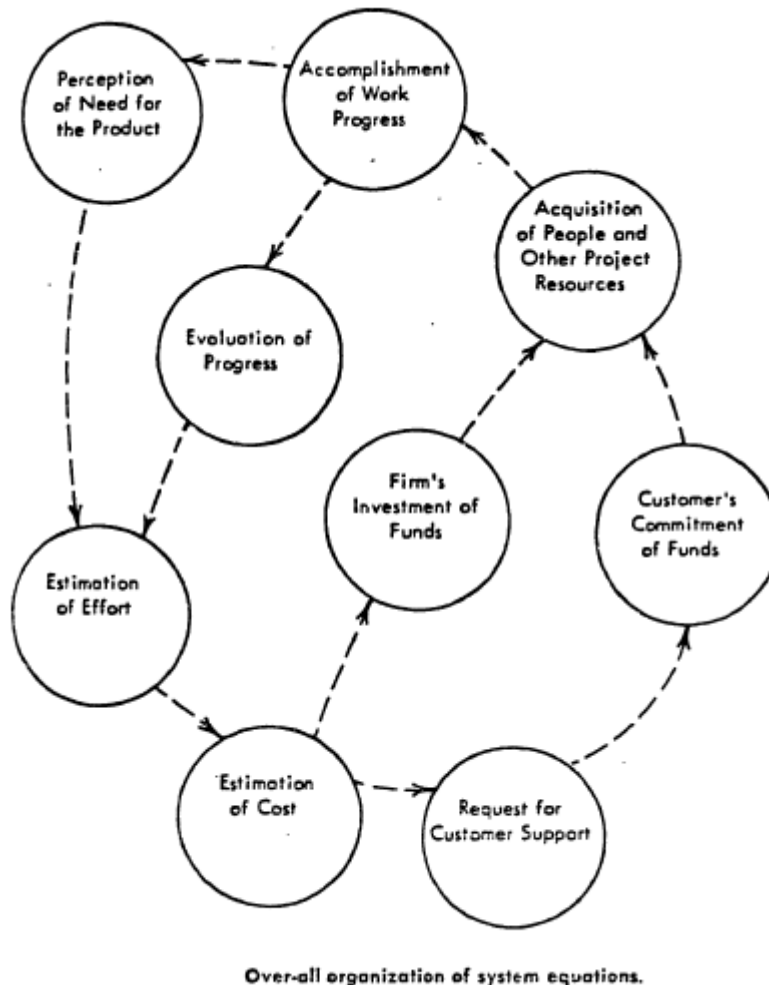 Perception
of Need for
the Product
Accomplishment
of Work
Progress
Acquisition
of People and
Other Project
Resources
Evaluation of
Progress
Firm's
Investment of
Funds
Customer's
Commitment
of Funds
Estimation
of Effort
Estimation
of Cost
Request for
Customer Support
Over-all organization of system equations.